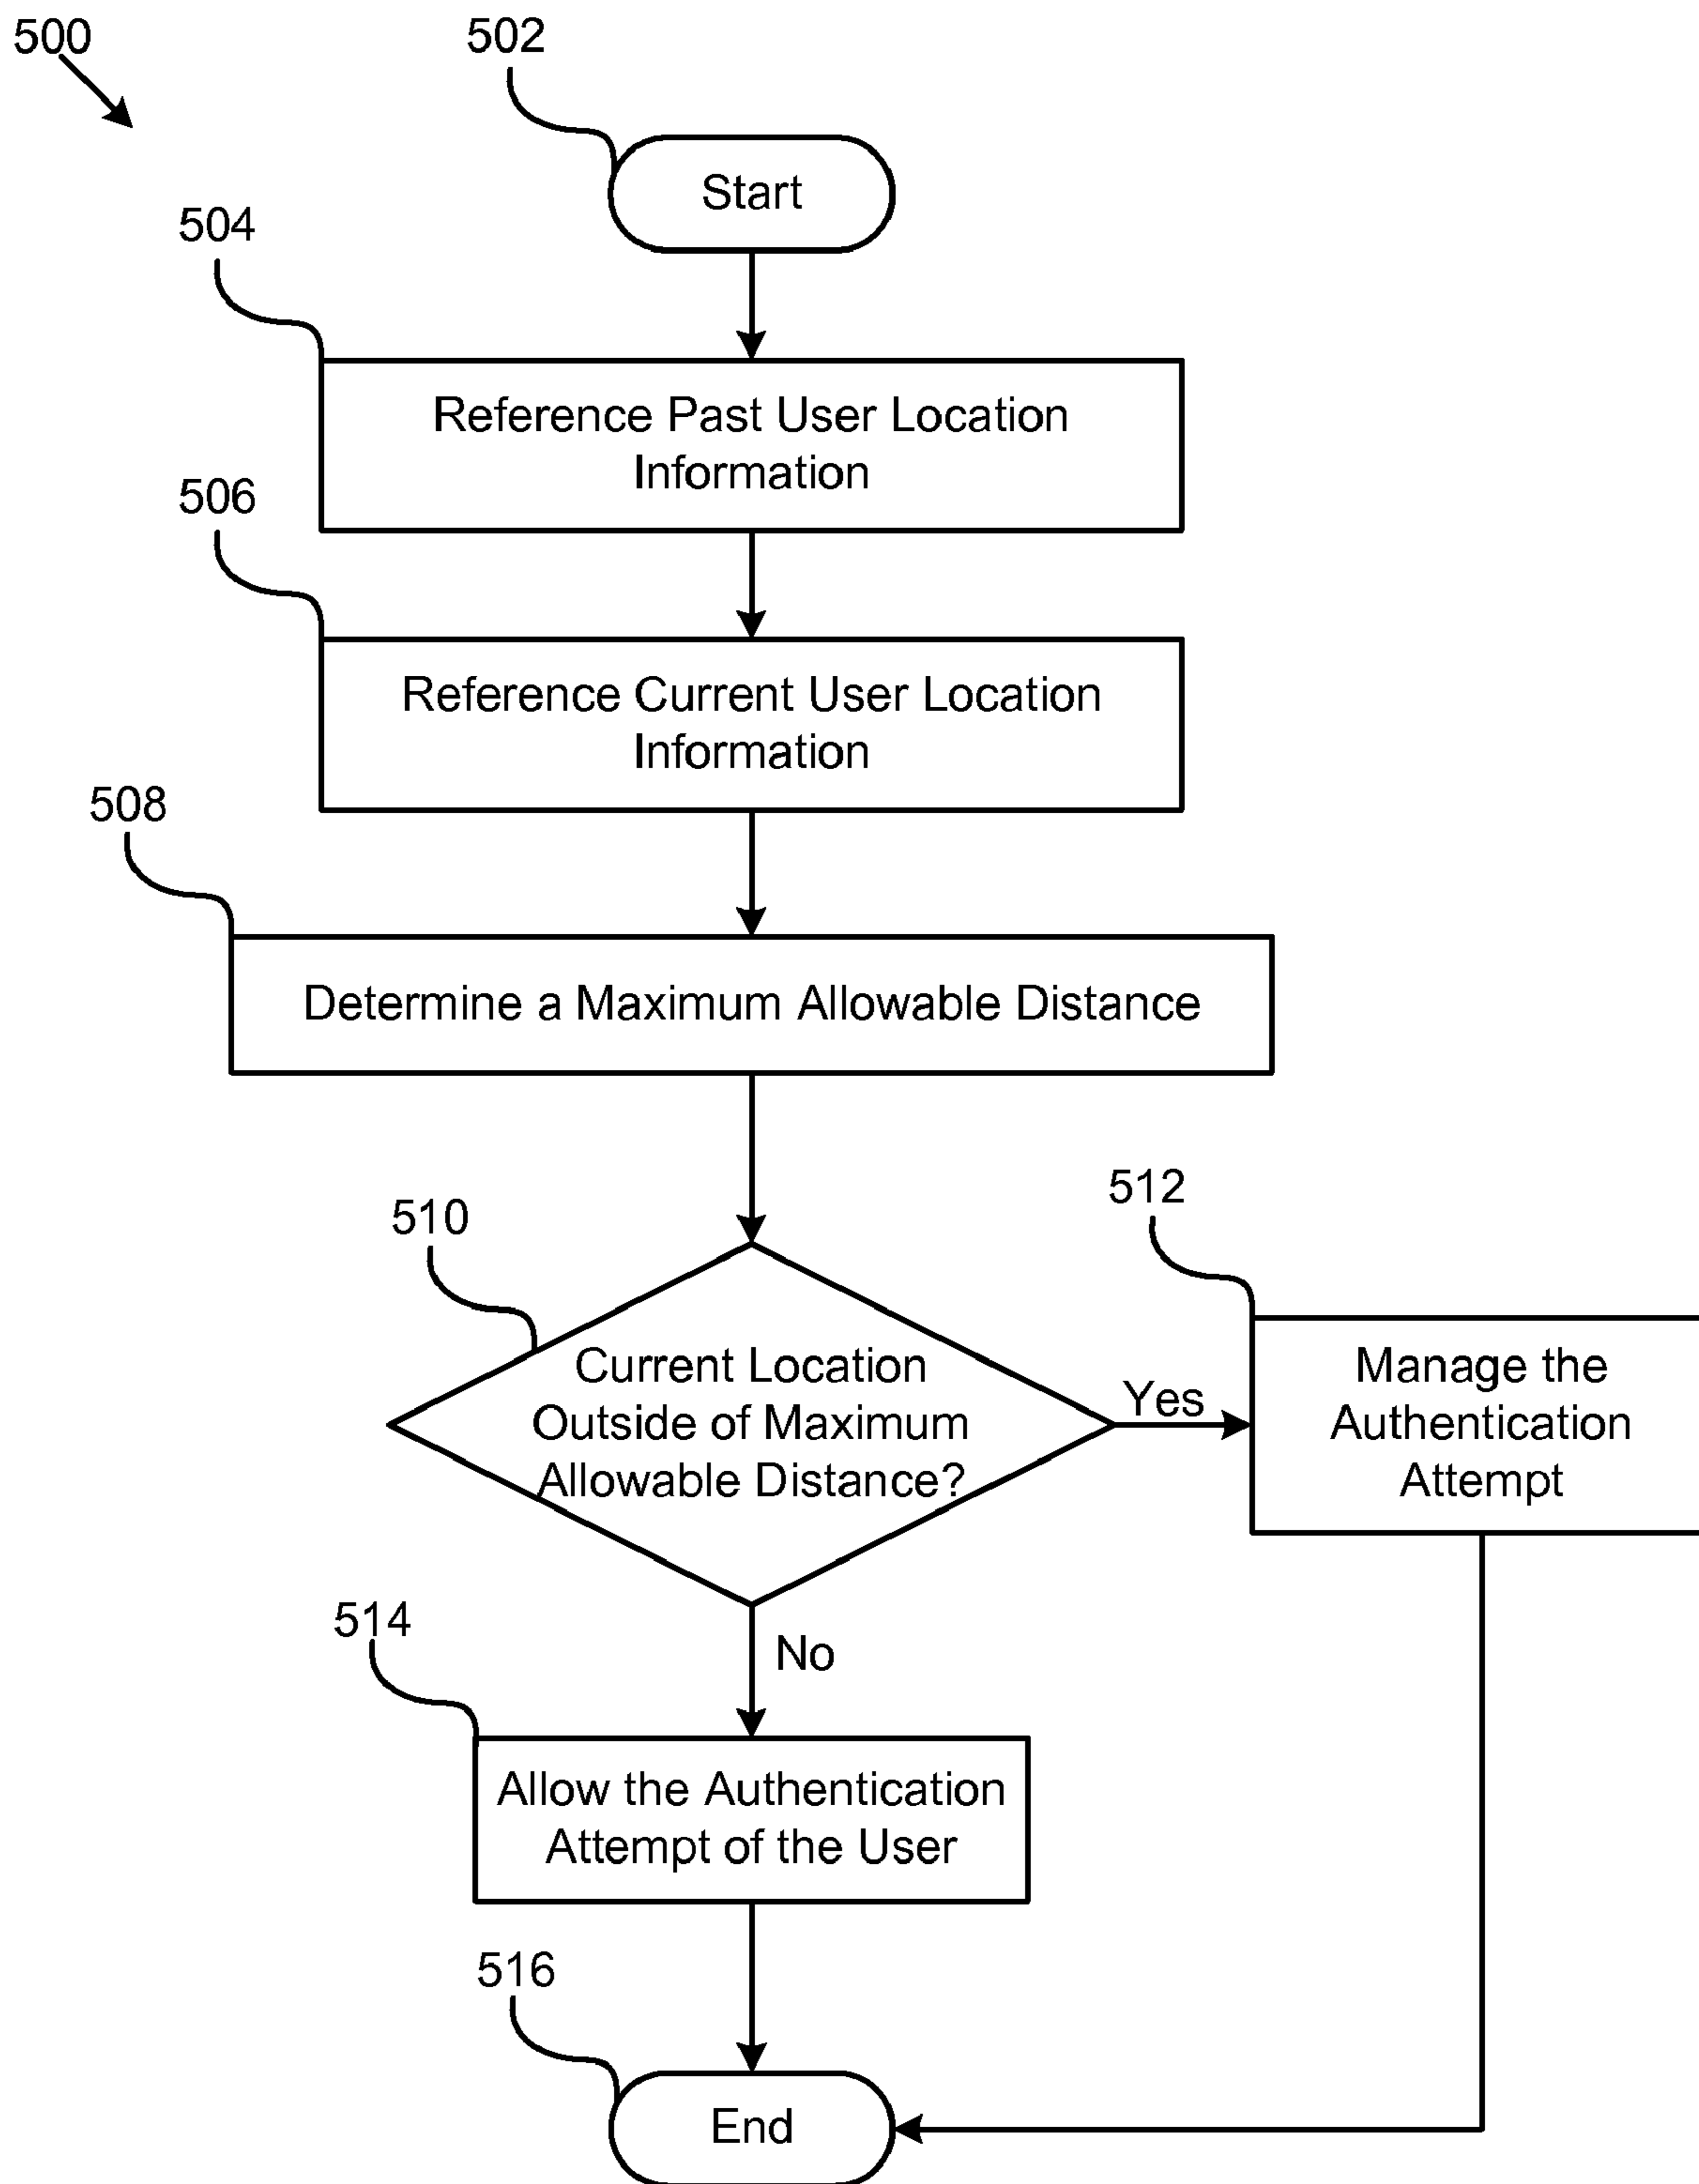 500
502
Start
504
Reference Past User Location
Information
506
Reference Current User Location
Information
508
Determine a Maximum Allowable Distance
510
Current Location
Outside of Maximum
Allowable Distance?
Yes
512
Manage the
Authentication
Attempt
No
514
Allow the Authentication
Attempt of the User
516
End